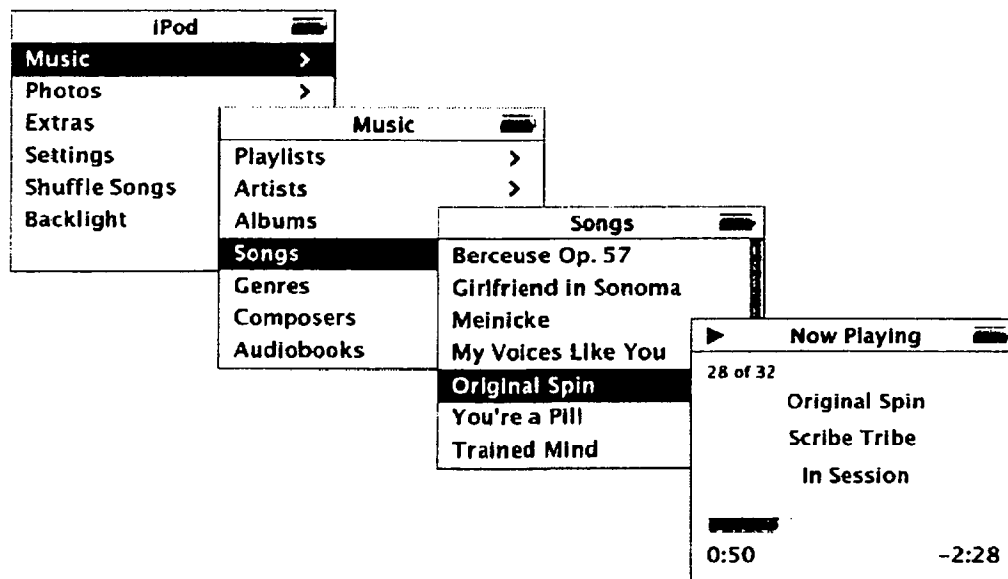 iPod
Music >
Photos >
Extras
Settings
Shuffle Songs
Backlight
Music
Playlists >
Artists >
Albums
Songs
Genres
Composers
Audiobooks
Songs
Berceuse Op. 57
Girlfriend in Sonoma
Meinicke
My Voices Like You
Original Spin
You're a Pill
Trained Mind
Now Playing
28 of 32
Original Spin
Scribe Tribe
In Session
0:50 -2:28